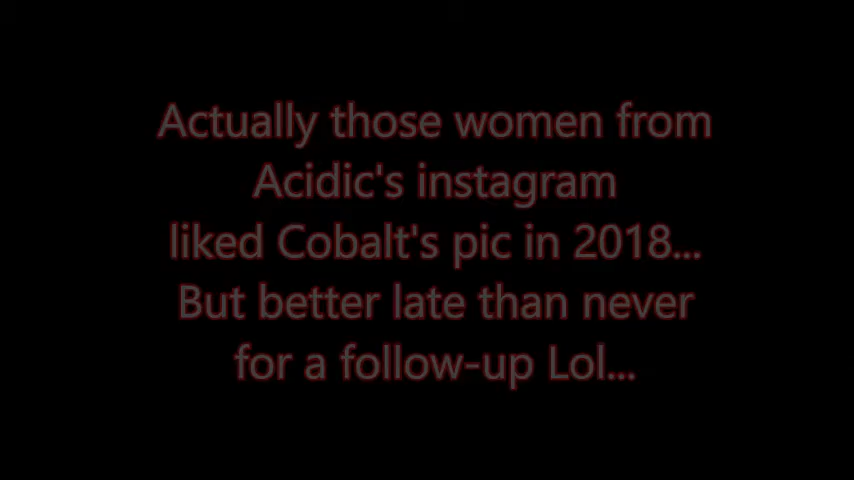 Actually those women from
Acidic's instagram
liked Cobalt's pic in 2018...
But better late than never
for a follow-up Lol...